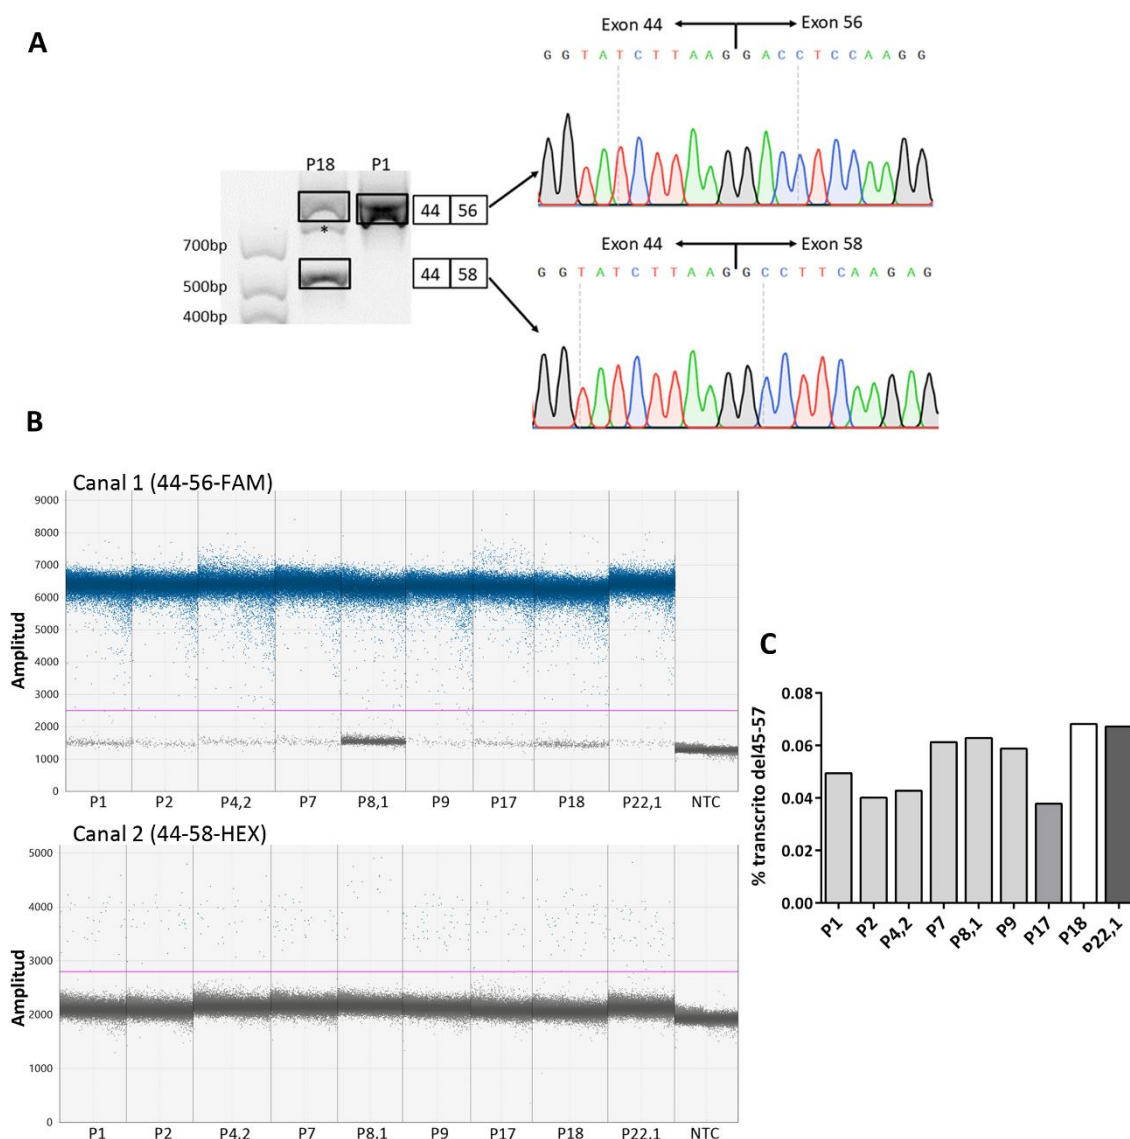 A
Exon 44 Exon 56
G G T A T C T T A A G G A C C T C C A A G G
P18 P1
44 56
*
700bp
500bp
400bp
44 58
Exon 44 Exon 58
G G T A T C T T A A G G C C T T C A A G A G
B
Canal 1 (44-56-FAM)
Amplitud
9000
8000
7000
6000
5000
4000
3000
2000
1000
0
P1 P2 P4,2 P7 P8,1 P9 P17 P18 P22,1 NTC
Canal 2 (44-58-HEX)
Amplitud
5000
4000
3000
2000
1000
0
P1 P2 P4,2 P7 P8,1 P9 P17 P18 P22,1 NTC
C
% transcrito del45-57
0.08
0.06
0.04
0.02
0.00
P1 P2 P4,2 P7 P8,1 P9 P17 P18 P22,1